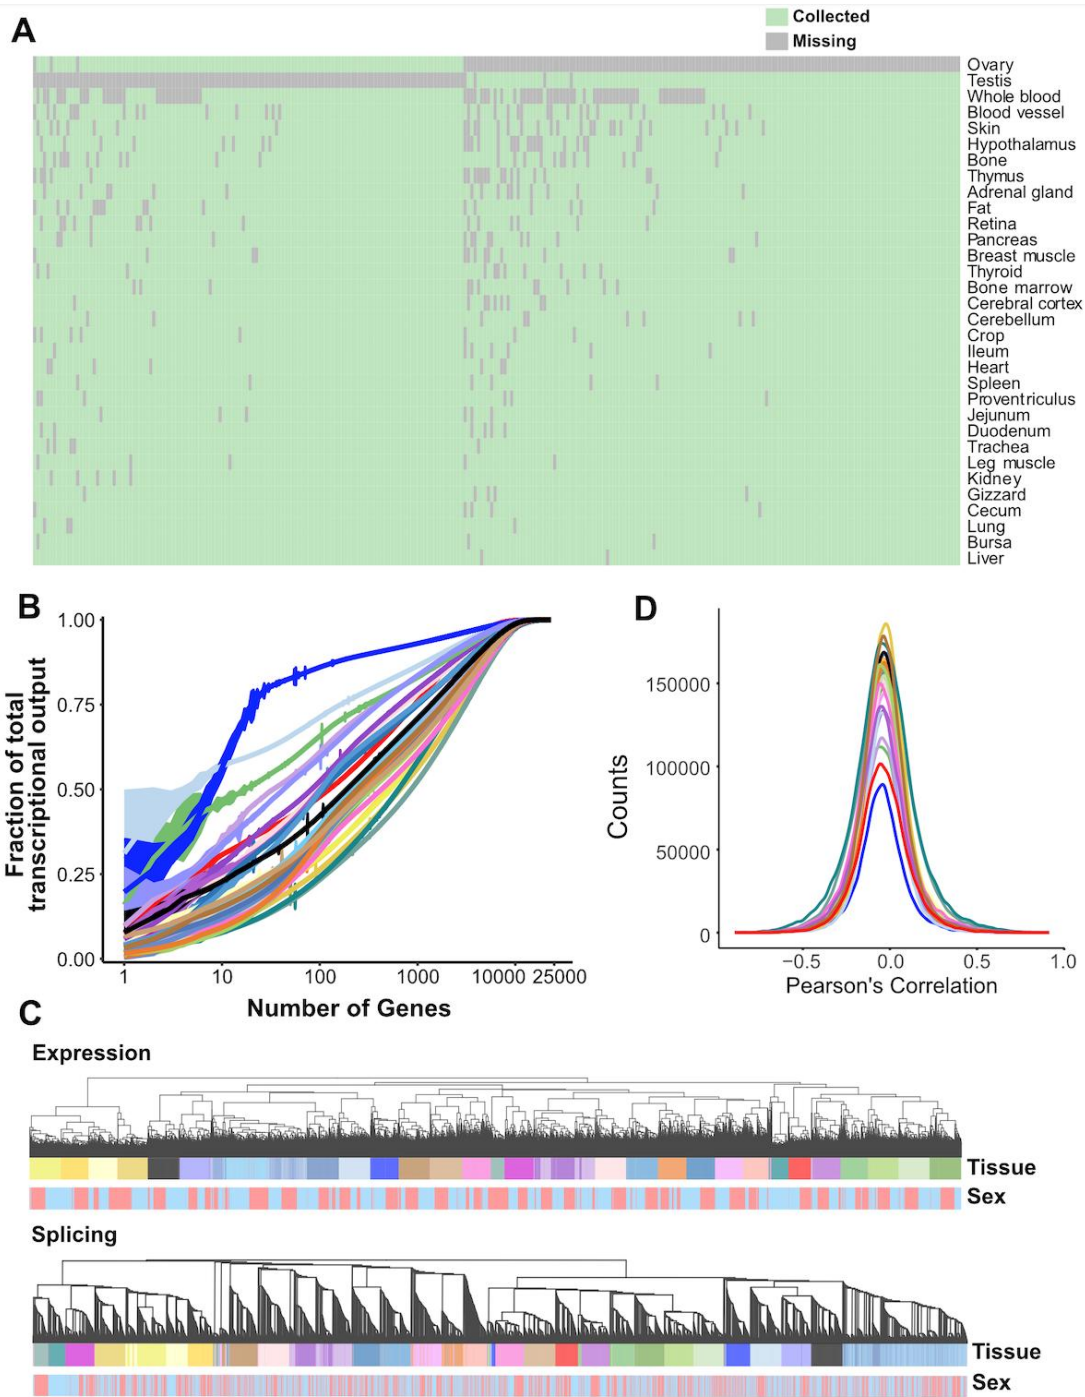 A
Collected
Missing
Ovary
Testis
Whole blood
Blood vessel
Skin
Hypothalamus
Bone
Thymus
Adrenal gland
Fat
Retina
Pancreas
Breast muscle
Thyroid
Bone marrow
Cerebral cortex
Cerebellum
Crop
Ileum
Heart
Spleen
Proventriculus
Jejunum
Duodenum
Trachea
Leg muscle
Kidney
Gizzard
Cecum
Lung
Bursa
Liver
B
Fraction of total
transcriptional output
1.00
0.75
0.50
0.25
0.00
1 10 100 1000 10000 25000
Number of Genes
D
Counts
150000
100000
50000
0
−0.5 0.0 0.5 1.0
Pearson's Correlation
C
Expression
Tissue
Sex
Splicing
Tissue
Sex